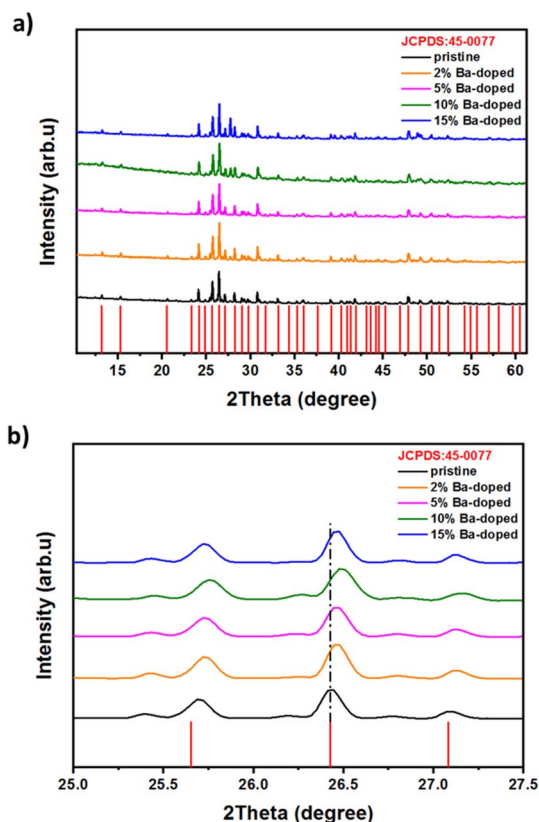 a)
JCPDS:45-0077
pristine
2% Ba-doped
5% Ba-doped
10% Ba-doped
15% Ba-doped
Intensity (arb.u)
15 20 25 30 35 40 45 50 55 60
2Theta (degree)
b)
JCPDS:45-0077
pristine
2% Ba-doped
5% Ba-doped
10% Ba-doped
15% Ba-doped
Intensity (arb.u)
25.0 25.5 26.0 26.5 27.0 27.5
2Theta (degree)